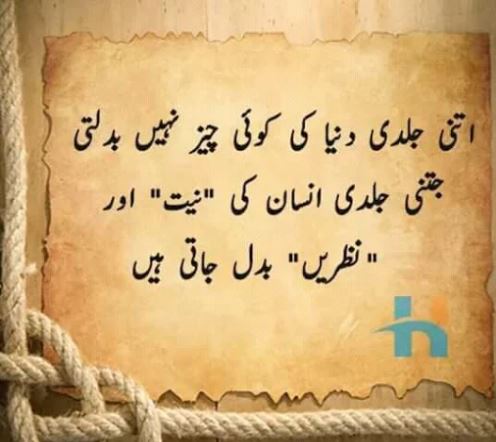 اتنی جلدی دنیا کی کوئی چیز نہیں بدلتی
جتنی جلدی انسان کی "نیت" اور
"نظریں" بدل جاتی ہیں